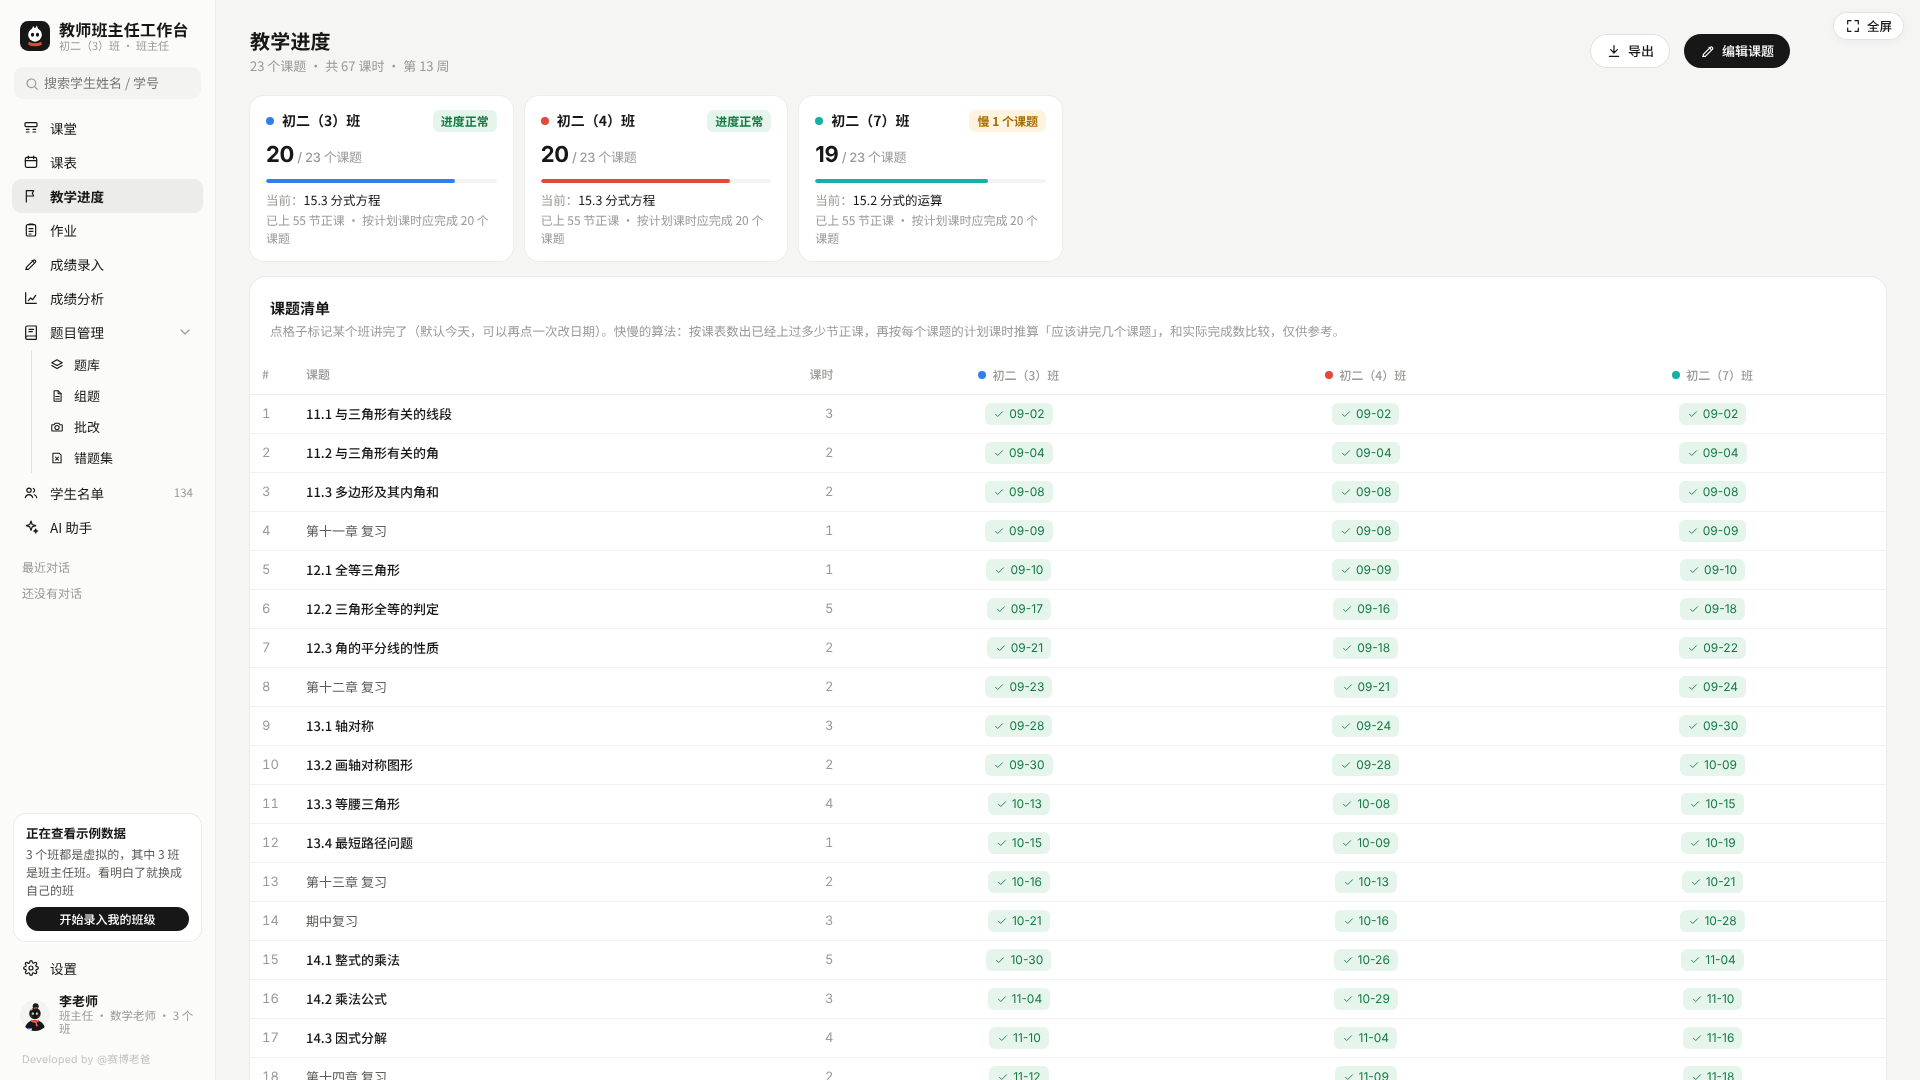 教师班主任工作台
初二（3）班 · 班主任
搜索学生姓名 / 学号
课堂
课表
教学进度
作业
成绩录入
成绩分析
题目管理
题库
组题
批改
错题集
学生名单 134
AI 助手
最近对话
还没有对话
正在查看示例数据
3 个班都是虚拟的，其中 3 班
是班主任班。看明白了就换成
自己的班
开始录入我的班级
设置
李老师
班主任 · 数学老师 · 3 个
班
Developed by @赛博老爸
教学进度
23 个课题 · 共 67 课时 · 第 13 周
导出
编辑课题
全屏
初二（3）班 进度正常
20 / 23 个课题
当前：15.3 分式方程
已上 55 节正课 · 按计划课时应完成 20 个
课题
初二（4）班 进度正常
20 / 23 个课题
当前：15.3 分式方程
已上 55 节正课 · 按计划课时应完成 20 个
课题
初二（7）班 慢 1 个课题
19 / 23 个课题
当前：15.2 分式的运算
已上 55 节正课 · 按计划课时应完成 20 个
课题
课题清单
点格子标记某个班讲完了（默认今天，可以再点一次改日期）。快慢的算法：按课表数出已经上过多少节正课，再按每个课题的计划课时推算「应该讲完几个课题」，和实际完成数比较，仅供参考。
# 课题 课时 初二（3）班 初二（4）班 初二（7）班
1 11.1 与三角形有关的线段 3 09-02 09-02 09-02
2 11.2 与三角形有关的角 2 09-04 09-04 09-04
3 11.3 多边形及其内角和 2 09-08 09-08 09-08
4 第十一章 复习 1 09-09 09-08 09-09
5 12.1 全等三角形 1 09-10 09-09 09-10
6 12.2 三角形全等的判定 5 09-17 09-16 09-18
7 12.3 角的平分线的性质 2 09-21 09-18 09-22
8 第十二章 复习 2 09-23 09-21 09-24
9 13.1 轴对称 3 09-28 09-24 09-30
10 13.2 画轴对称图形 2 09-30 09-28 10-09
11 13.3 等腰三角形 4 10-13 10-08 10-15
12 13.4 最短路径问题 1 10-15 10-09 10-19
13 第十三章 复习 2 10-16 10-13 10-21
14 期中复习 3 10-21 10-16 10-28
15 14.1 整式的乘法 5 10-30 10-26 11-04
16 14.2 乘法公式 3 11-04 10-29 11-10
17 14.3 因式分解 4 11-10 11-04 11-16
18 第十四章 复习 2 11-12 11-09 11-18